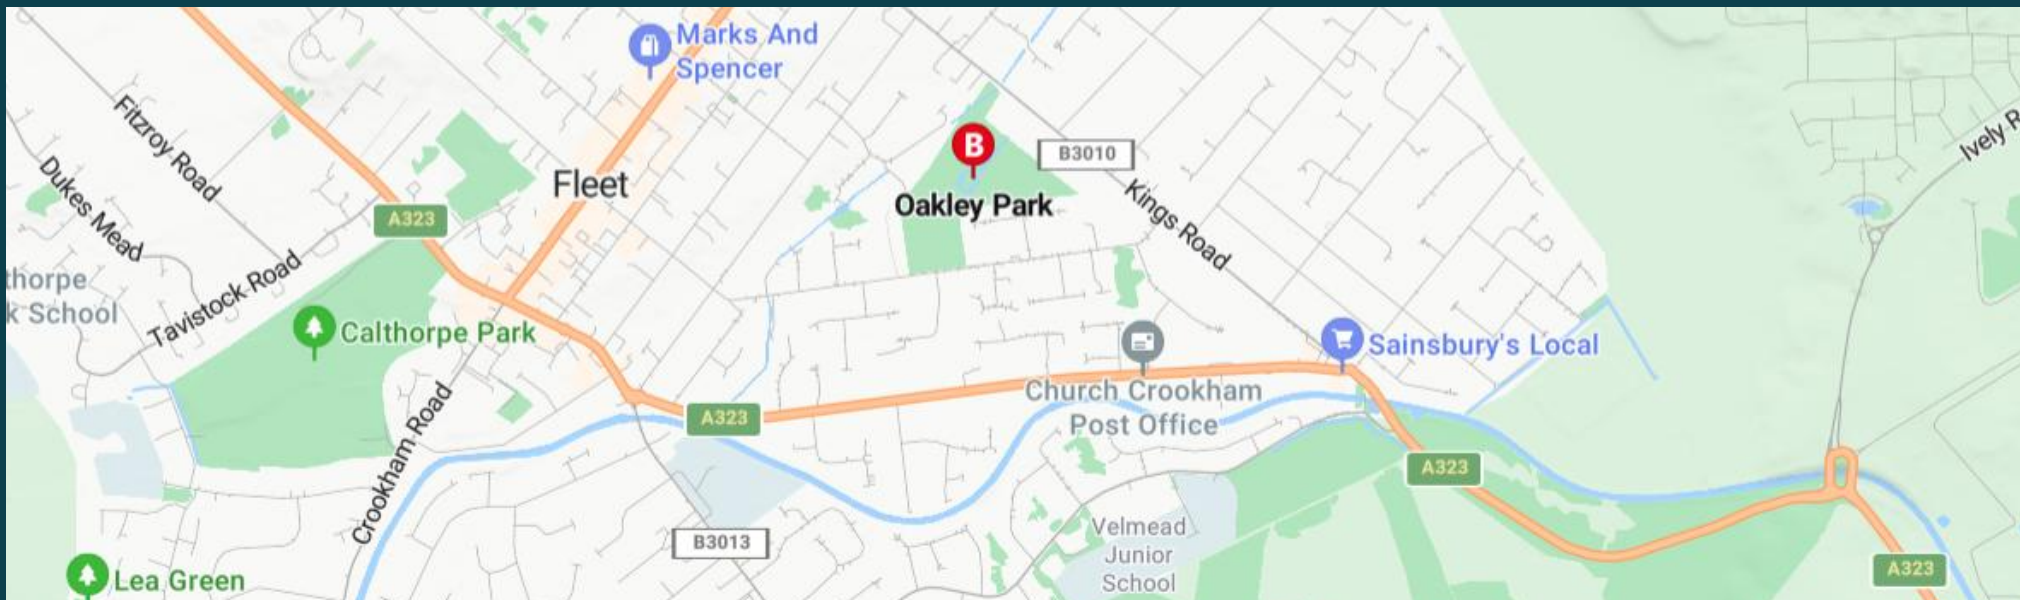 Marks And
Spencer
Fitzroy Road
B
B3010
Ively R
Dukes Mead
Fleet
Oakley Park
Kings Road
A323
Tavistock Road
thorpe
k School
Calthorpe Park
Sainsbury's Local
Church Crookham
Post Office
A323
Crookham Road
A323
B3013
Velmead
Junior
School
Lea Green
A323